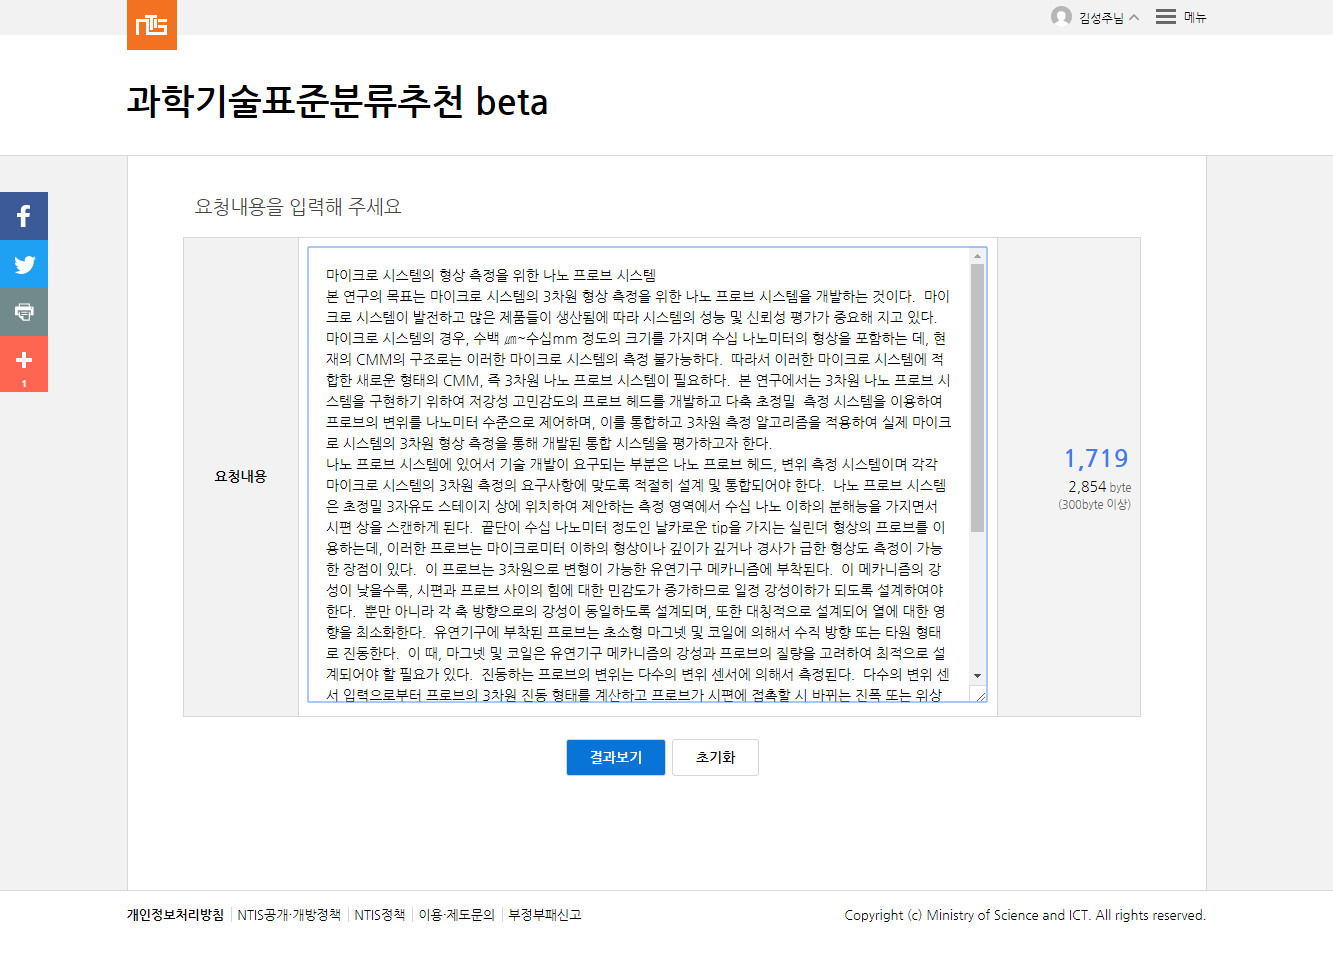 NTIS
김성주님
메뉴
과학기술표준분류추천 beta
1
요청내용을 입력해 주세요
요청내용
마이크로 시스템의 형상 측정을 위한 나노 프로브 시스템
본 연구의 목표는 마이크로 시스템의 3차원 형상 측정을 위한 나노 프로브 시스템을 개발하는 것이다.  마이
크로 시스템이 발전하고 많은 제품들이 생산됨에 따라 시스템의 성능 및 신뢰성 평가가 중요해 지고 있다.
마이크로 시스템의 경우, 수백 ㎛~수십mm 정도의 크기를 가지며 수십 나노미터의 형상을 포함하는 데, 현
재의 CMM의 구조로는 이러한 마이크로 시스템의 측정 불가능하다.  따라서 이러한 마이크로 시스템에 적
합한 새로운 형태의 CMM, 즉 3차원 나노 프로브 시스템이 필요하다.  본 연구에서는 3차원 나노 프로브 시
스템을 구현하기 위하여 저강성 고민감도의 프로브 헤드를 개발하고 다축 초정밀  측정 시스템을 이용하여
프로브의 변위를 나노미터 수준으로 제어하며, 이를 통합하고 3차원 측정 알고리즘을 적용하여 실제 마이크
로 시스템의 3차원 형상 측정을 통해 개발된 통합 시스템을 평가하고자 한다.
나노 프로브 시스템에 있어서 기술 개발이 요구되는 부분은 나노 프로브 헤드, 변위 측정 시스템이며 각각
마이크로 시스템의 3차원 측정의 요구사항에 맞도록 적절히 설계 및 통합되어야 한다.  나노 프로브 시스템
은 초정밀 3자유도 스테이지 상에 위치하여 제안하는 측정 영역에서 수십 나노 이하의 분해능을 가지면서
시편 상을 스캔하게 된다.  끝단이 수십 나노미터 정도인 날카로운 tip을 가지는 실린더 형상의 프로브를 이
용하는데, 이러한 프로브는 마이크로미터 이하의 형상이나 깊이가 깊거나 경사가 급한 형상도 측정이 가능
한 장점이 있다.  이 프로브는 3차원으로 변형이 가능한 유연기구 메카니즘에 부착된다.  이 메카니즘의 강
성이 낮을수록, 시편과 프로브 사이의 힘에 대한 민감도가 증가하므로 일정 강성이하가 되도록 설계하여야
한다.  뿐만 아니라 각 축 방향으로의 강성이 동일하도록 설계되며, 또한 대칭적으로 설계되어 열에 대한 영
향을 최소화한다.  유연기구에 부착된 프로브는 초소형 마그넷 및 코일에 의해서 수직 방향 또는 타원 형태
로 진동한다.  이 때, 마그넷 및 코일은 유연기구 메카니즘의 강성과 프로브의 질량을 고려하여 최적으로 설
계되어야 할 필요가 있다.  진동하는 프로브의 변위는 다수의 변위 센서에 의해서 측정된다.  다수의 변위 센
서 입력으로부터 프로브의 3차원 진동 형태를 계산하고 프로브가 시편에 접촉할 시 바뀌는 진폭 또는 위상
1,719
2,854 byte
(300byte 이상)
결과보기
초기화
개인정보처리방침
NTIS공개·개방정책
NTIS정책
이용·제도문의
부정부패신고
Copyright (c) Ministry of Science and ICT. All rights reserved.